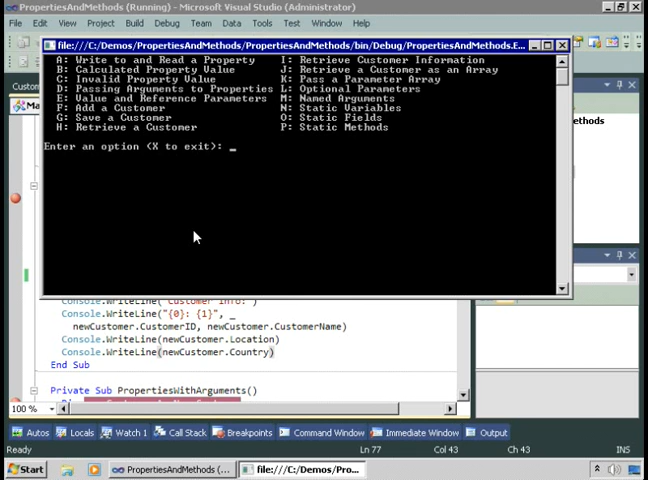 PropertiesAndMethods (Running) - Microsoft Visual Studio (Administrator)
File Edit View Project Build Debug Team Data Tools Test Window Help
file:///C:/Demos/PropertiesAndMethods/PropertiesAndMethods/bin/Debug/PropertiesAndMethods.E...
A: Write to and Read a Property I: Retrieve Customer Information
B: Calculated Property Value J: Retrieve a Customer as an Array
C: Invalid Property Value K: Pass a Parameter Array
D: Passing Arguments to Properties L: Optional Parameters
E: Value and Reference Parameters M: Named Arguments
F: Add a Customer N: Static Variables
G: Save a Customer O: Static Fields
H: Retrieve a Customer P: Static Methods
Enter an option (X to exit): _
Custom
Ma
thods
Console.WriteLine("Customer Info:")
Console.WriteLine("{0}: {1}", _
newCustomer.CustomerID, newCustomer.CustomerName)
Console.WriteLine(newCustomer.Location)
Console.WriteLine(newCustomer.Country)
End Sub
Private Sub PropertiesWithArguments()
100 %
Autos Locals Watch 1 Call Stack Breakpoints Command Window Immediate Window Output
Ready Ln 77 Col 43 Ch 43 INS
Start PropertiesAndMethods (... file:///C:/Demos/Pro...